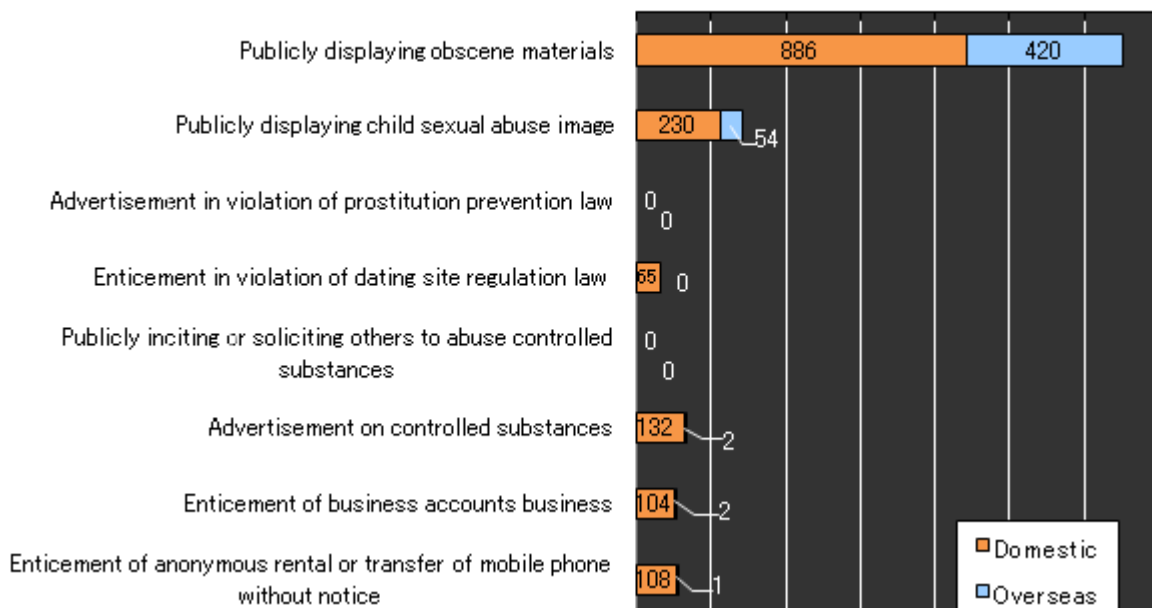 Publicly displaying obscene materials
886
420
Publicly displaying child sexual abuse image
230
54
Advertisement in violation of prostitution prevention law
0
0
Enticement in violation of dating site regulation law
65
0
Publicly inciting or soliciting others to abuse controlled
substances
0
0
Advertisement on controlled substances
132
2
Enticement of business accounts business
104
2
Enticement of anonymous rental or transfer of mobile phone
without notice
108
1
Domestic
Overseas